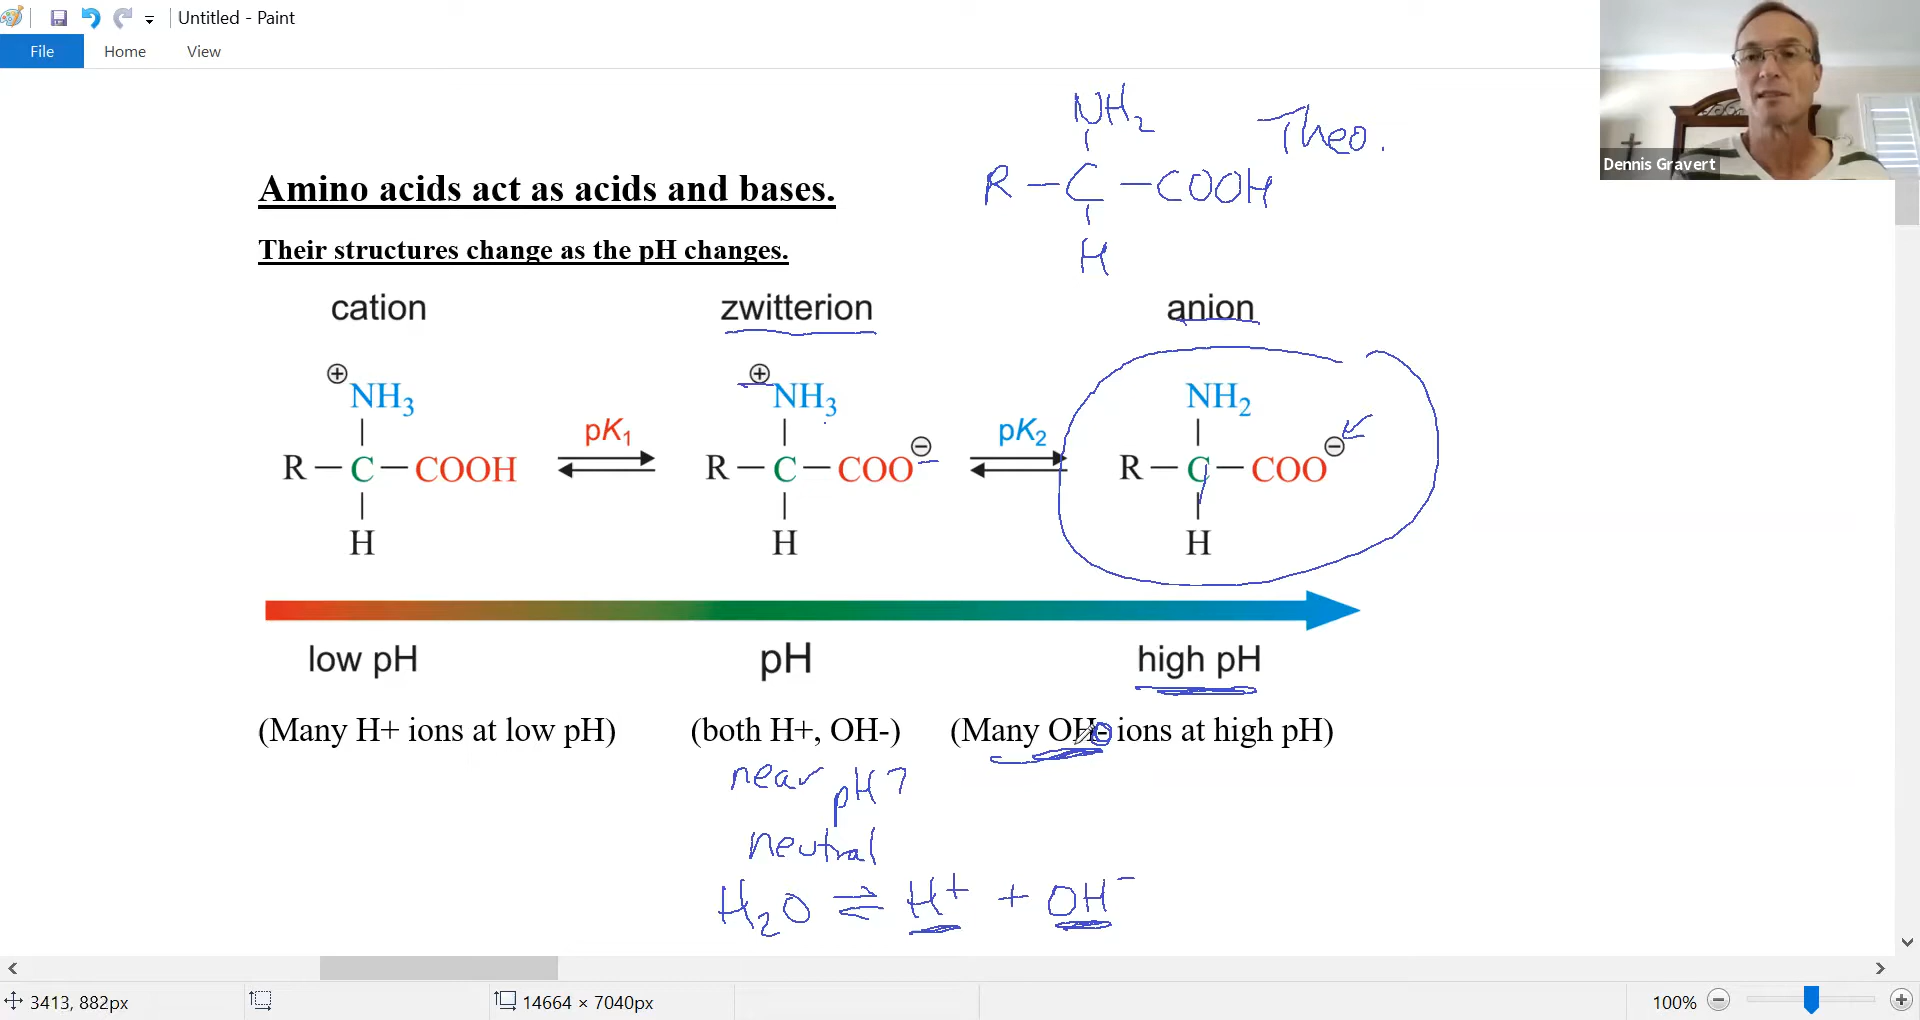 Untitled - Paint
File Home View
NH2
Theo.
R - C - COOH
H
Dennis Gravert
Amino acids act as acids and bases.
Their structures change as the pH changes.
cation zwitterion anion
⊕ ⊕
NH3 NH3 NH2
pK1 ⊖ pK2 ⊖
R - C - COOH R - C - COO R - C - COO
H H H
low pH pH high pH
(Many H+ ions at low pH) (both H+, OH-) (Many OH- ions at high pH)
near pH 7
neutral
H2O ⇌ H+ + OH-
3413, 882px 14664 × 7040px 100%